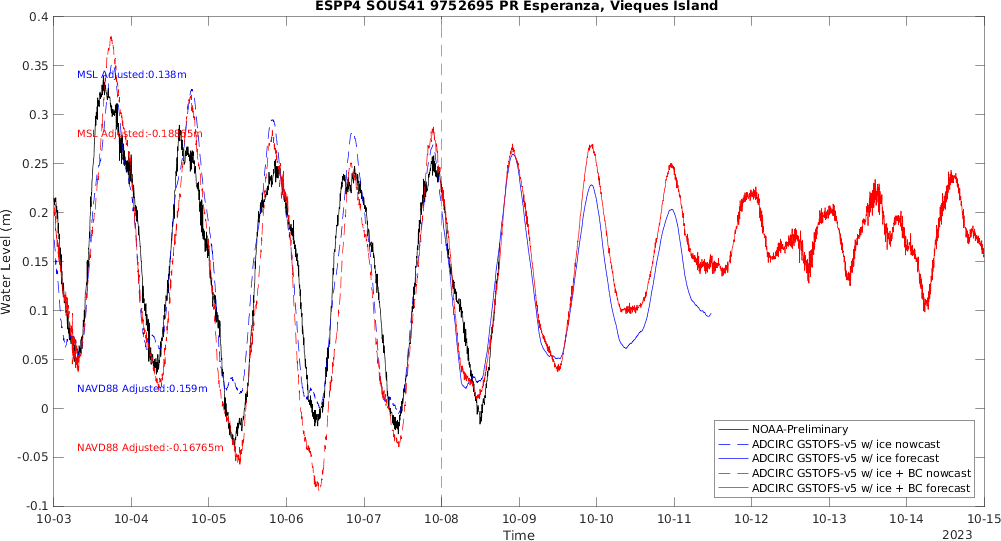 ESPP4 SOUS41 9752695 PR Esperanza, Vieques Island
0.4
0.35
0.3
0.25
0.2
0.15
0.1
0.05
0
-0.05
-0.1
Water Level (m)
MSL Adjusted:0.138m
MSL Adjusted:-0.18865m
NAVD88 Adjusted:0.159m
NAVD88 Adjusted:-0.16765m
NOAA-Preliminary
ADCIRC GSTOFS-v5 w/ ice nowcast
ADCIRC GSTOFS-v5 w/ ice forecast
ADCIRC GSTOFS-v5 w/ ice + BC nowcast
ADCIRC GSTOFS-v5 w/ ice + BC forecast
10-03 10-04 10-05 10-06 10-07 10-08 10-09 10-10 10-11 10-12 10-13 10-14 10-15
Time
2023